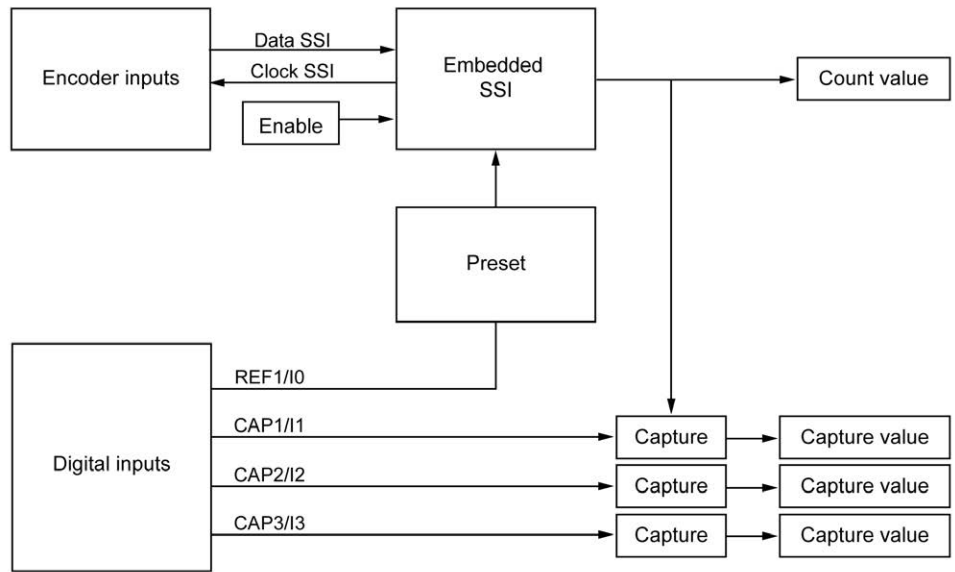 Encoder inputs
Data SSI
Clock SSI
Enable
Embedded
SSI
Count value
Preset
Digital inputs
REF1/I0
CAP1/I1
Capture
Capture value
CAP2/I2
Capture
Capture value
CAP3/I3
Capture
Capture value